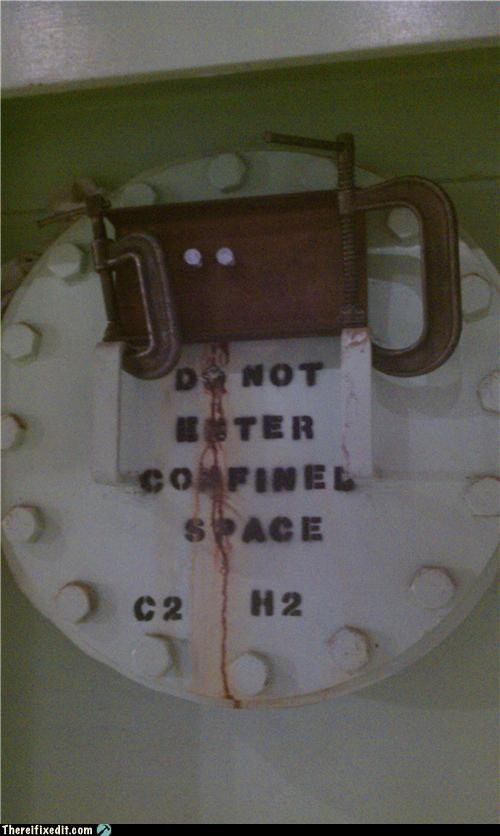 DO NOT
ENTER
CONFINED
SPACE
C2 H2
Thereifixedit.com